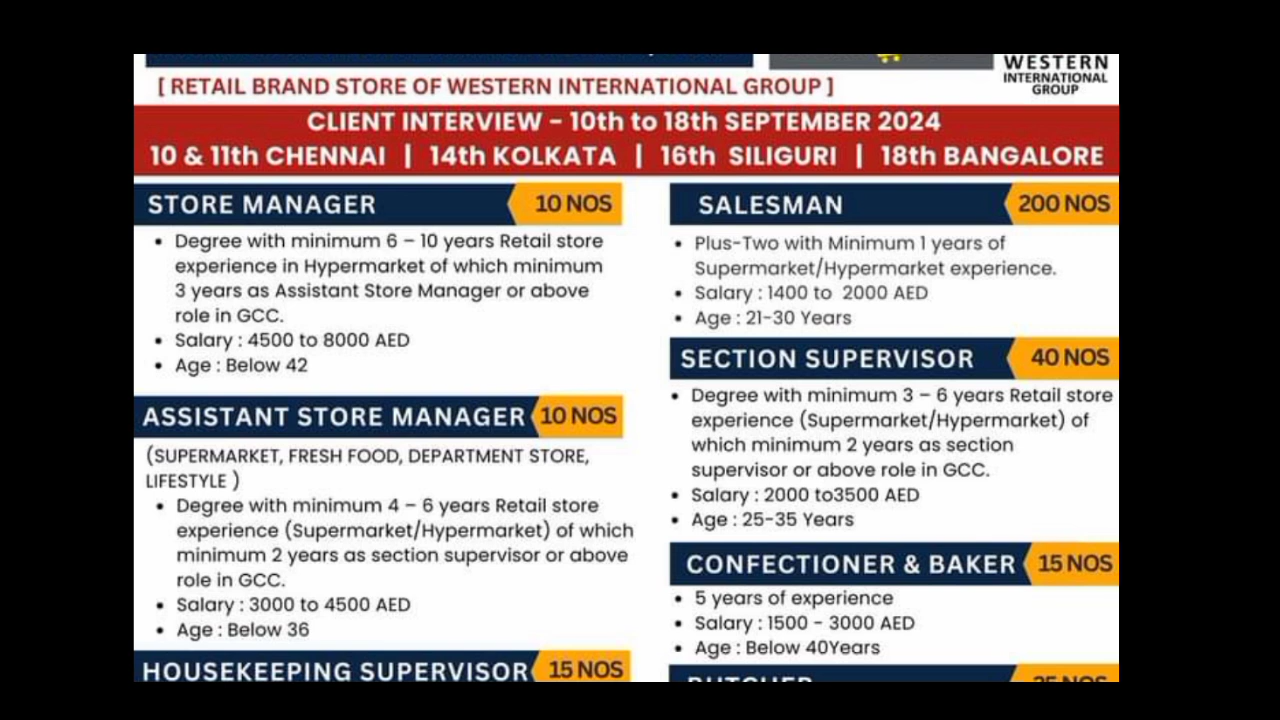 [ RETAIL BRAND STORE OF WESTERN INTERNATIONAL GROUP ]
WESTERN
INTERNATIONAL
GROUP
CLIENT INTERVIEW - 10th to 18th SEPTEMBER 2024
10 & 11th CHENNAI | 14th KOLKATA | 16th SILIGURI | 18th BANGALORE
STORE MANAGER 10 NOS
• Degree with minimum 6 – 10 years Retail store
experience in Hypermarket of which minimum
3 years as Assistant Store Manager or above
role in GCC.
• Salary : 4500 to 8000 AED
• Age : Below 42
ASSISTANT STORE MANAGER 10 NOS
(SUPERMARKET, FRESH FOOD, DEPARTMENT STORE,
LIFESTYLE )
• Degree with minimum 4 – 6 years Retail store
experience (Supermarket/Hypermarket) of which
minimum 2 years as section supervisor or above
role in GCC.
• Salary : 3000 to 4500 AED
• Age : Below 36
HOUSEKEEPING SUPERVISOR 15 NOS
SALESMAN 200 NOS
• Plus-Two with Minimum 1 years of
Supermarket/Hypermarket experience.
• Salary : 1400 to 2000 AED
• Age : 21-30 Years
SECTION SUPERVISOR 40 NOS
• Degree with minimum 3 – 6 years Retail store
experience (Supermarket/Hypermarket) of
which minimum 2 years as section
supervisor or above role in GCC.
• Salary : 2000 to3500 AED
• Age : 25-35 Years
CONFECTIONER & BAKER 15 NOS
• 5 years of experience
• Salary : 1500 - 3000 AED
• Age : Below 40Years